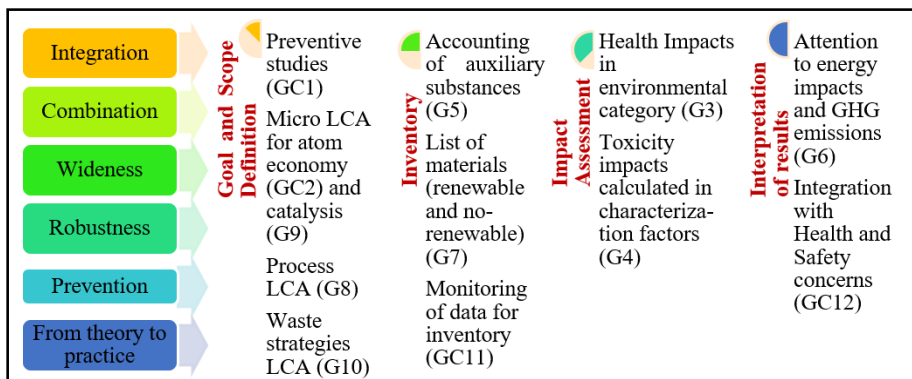 Integration
Combination
Wideness
Robustness
Prevention
From theory to
practice
Goal and Scope
Definition
Preventive
studies
(GC1)
Micro LCA
for atom
economy
(GC2) and
catalysis
(G9)
Process
LCA (G8)
Waste
strategies
LCA (G10)
Inventory
Accounting
of auxiliary
substances
(G5)
List of
materials
(renewable
and no-
renewable)
(G7)
Monitoring
of data for
inventory
(GC11)
Impact
Assessment
Health Impacts
in
environmental
category (G3)
Toxicity
impacts
calculated in
characteriza-
tion factors
(G4)
Interpretation
of results
Attention
to energy
impacts
and GHG
emissions
(G6)
Integration
with
Health and
Safety
concerns
(GC12)